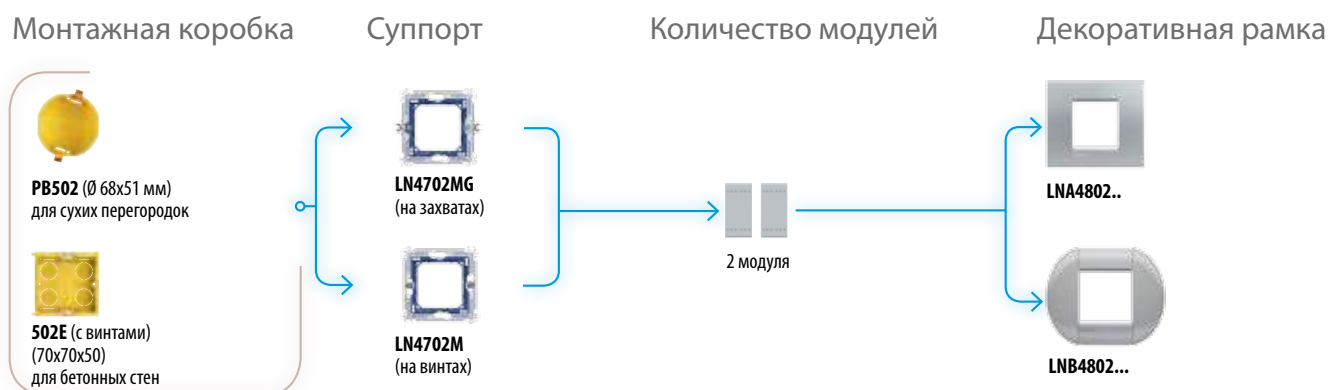 Монтажная коробка
Суппорт
Количество модулей
Декоративная рамка
PB502 (Ø 68x51 мм)
для сухих перегородок
502E (с винтами)
(70x70x50)
для бетонных стен
LN4702MG
(на захватах)
LN4702M
(на винтах)
2 модуля
LNA4802..
LNB4802...